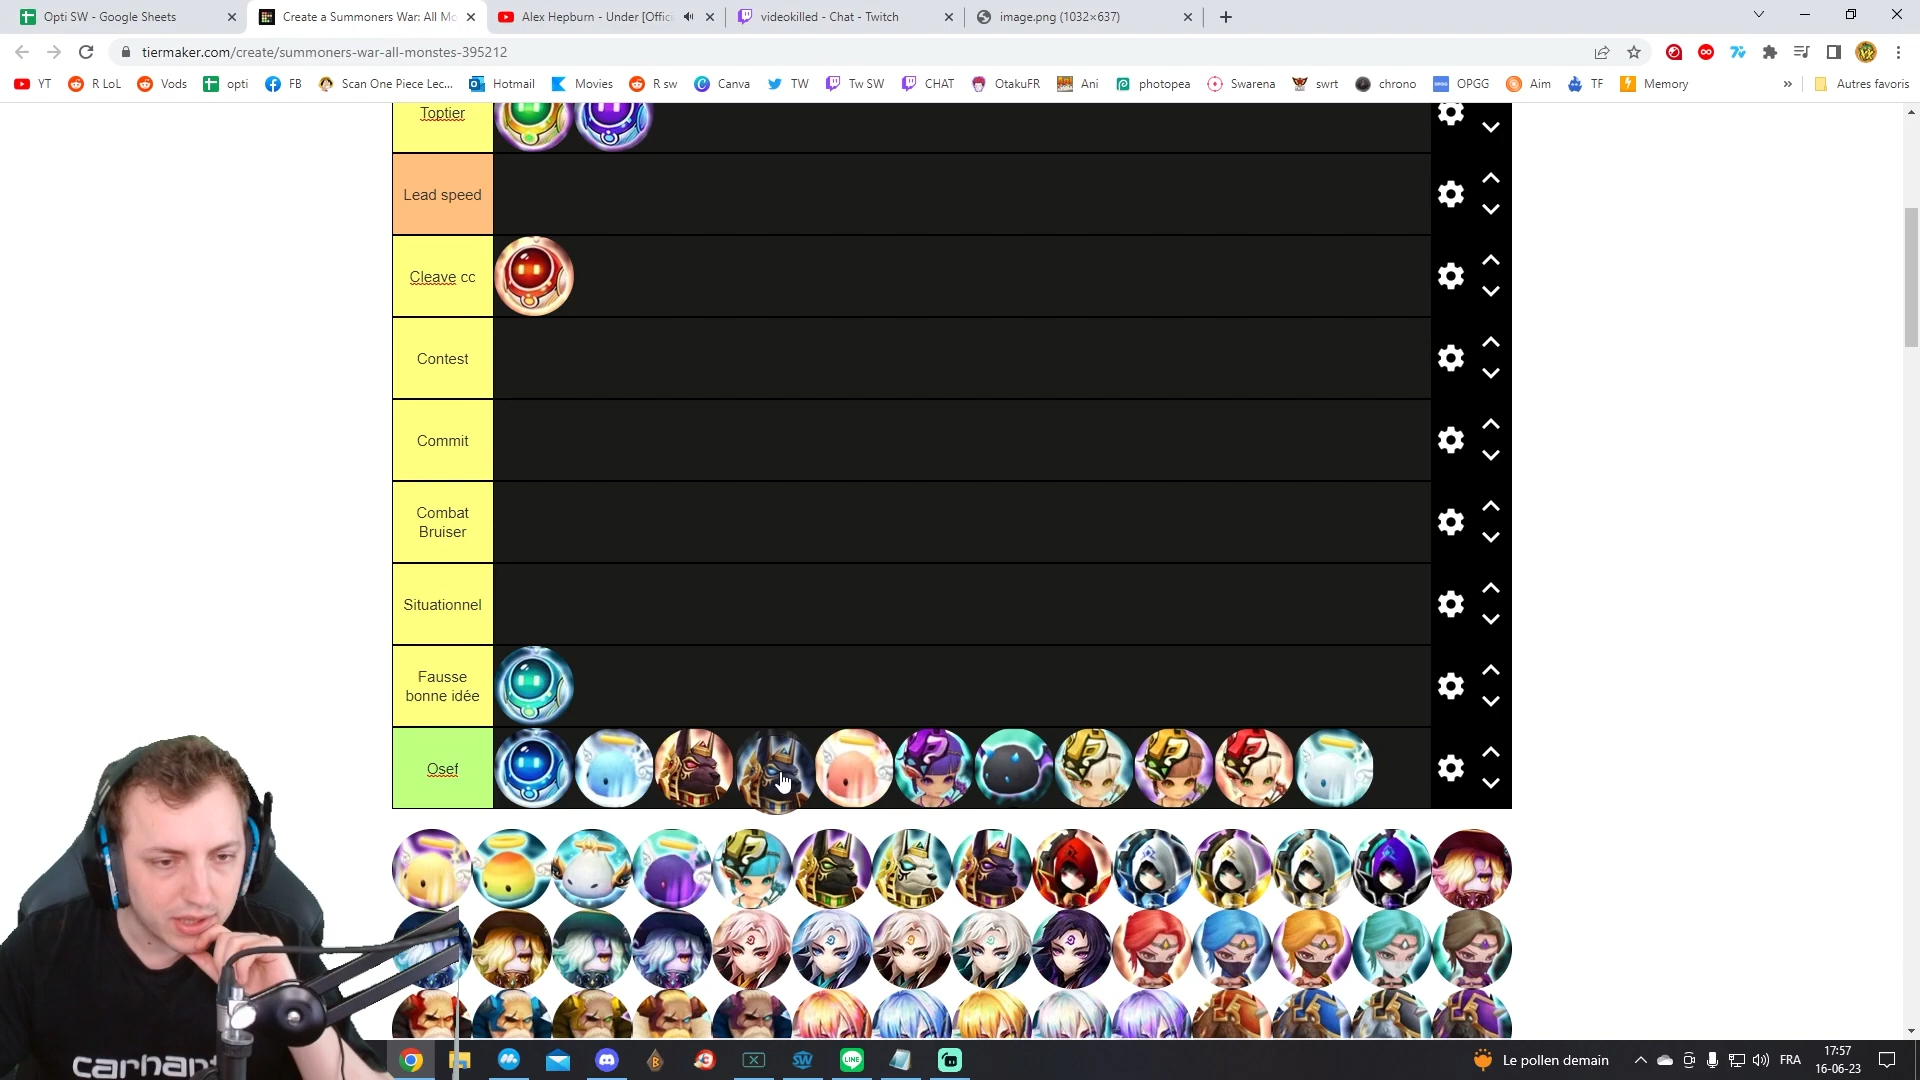 Opti SW - Google Sheets
Create a Summoners War: All Mo
Alex Hepburn - Under [Offici
videokilled - Chat - Twitch
image.png (1032×637)
tiermaker.com/create/summoners-war-all-monstes-395212
YT
R LoL
Vods
opti
FB
Scan One Piece Lec...
Hotmail
Movies
R sw
Canva
TW
Tw SW
CHAT
OtakuFR
Ani
photopea
Swarena
swrt
chrono
OPGG
Aim
TF
Memory
»
Autres favoris
Toptier
Lead speed
Cleave cc
Contest
Commit
Combat
Bruiser
Situationnel
Fausse
bonne idée
Osef
carhart
Le pollen demain
FRA
17:57
16-06-23